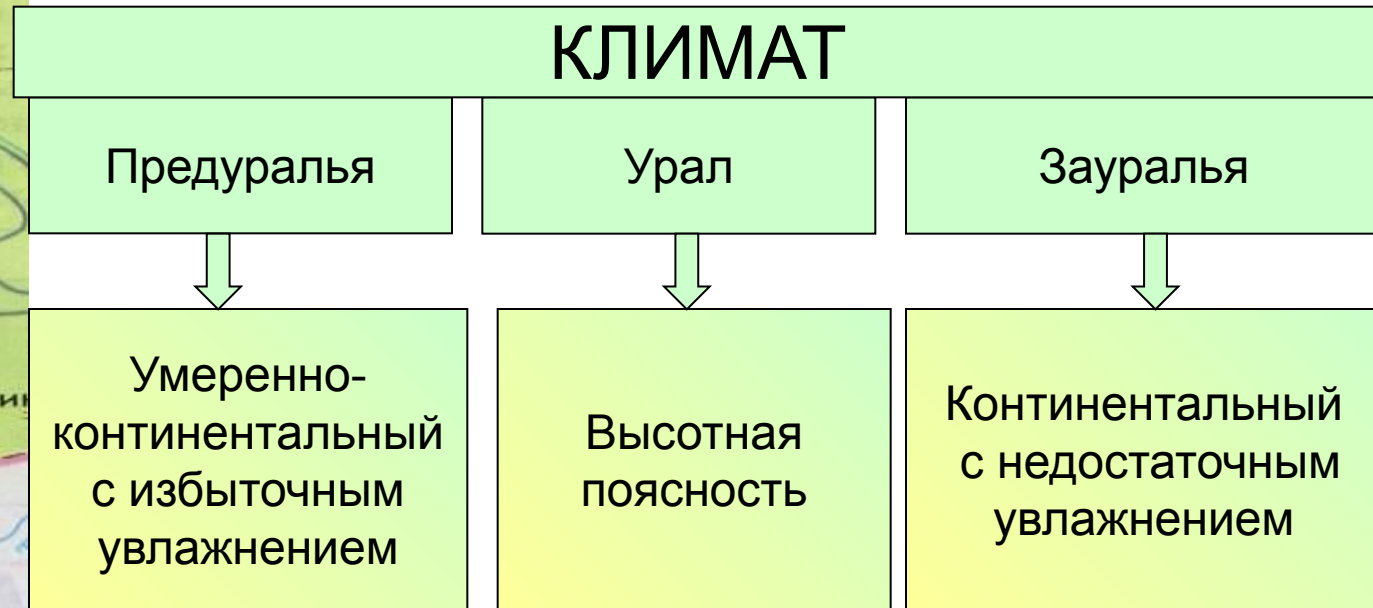 КЛИМАТ
Предуралья
Урал
Зауралья
Умеренно-
континентальный
с избыточным
увлажнением
Высотная
поясность
Континентальный
с недостаточным
увлажнением